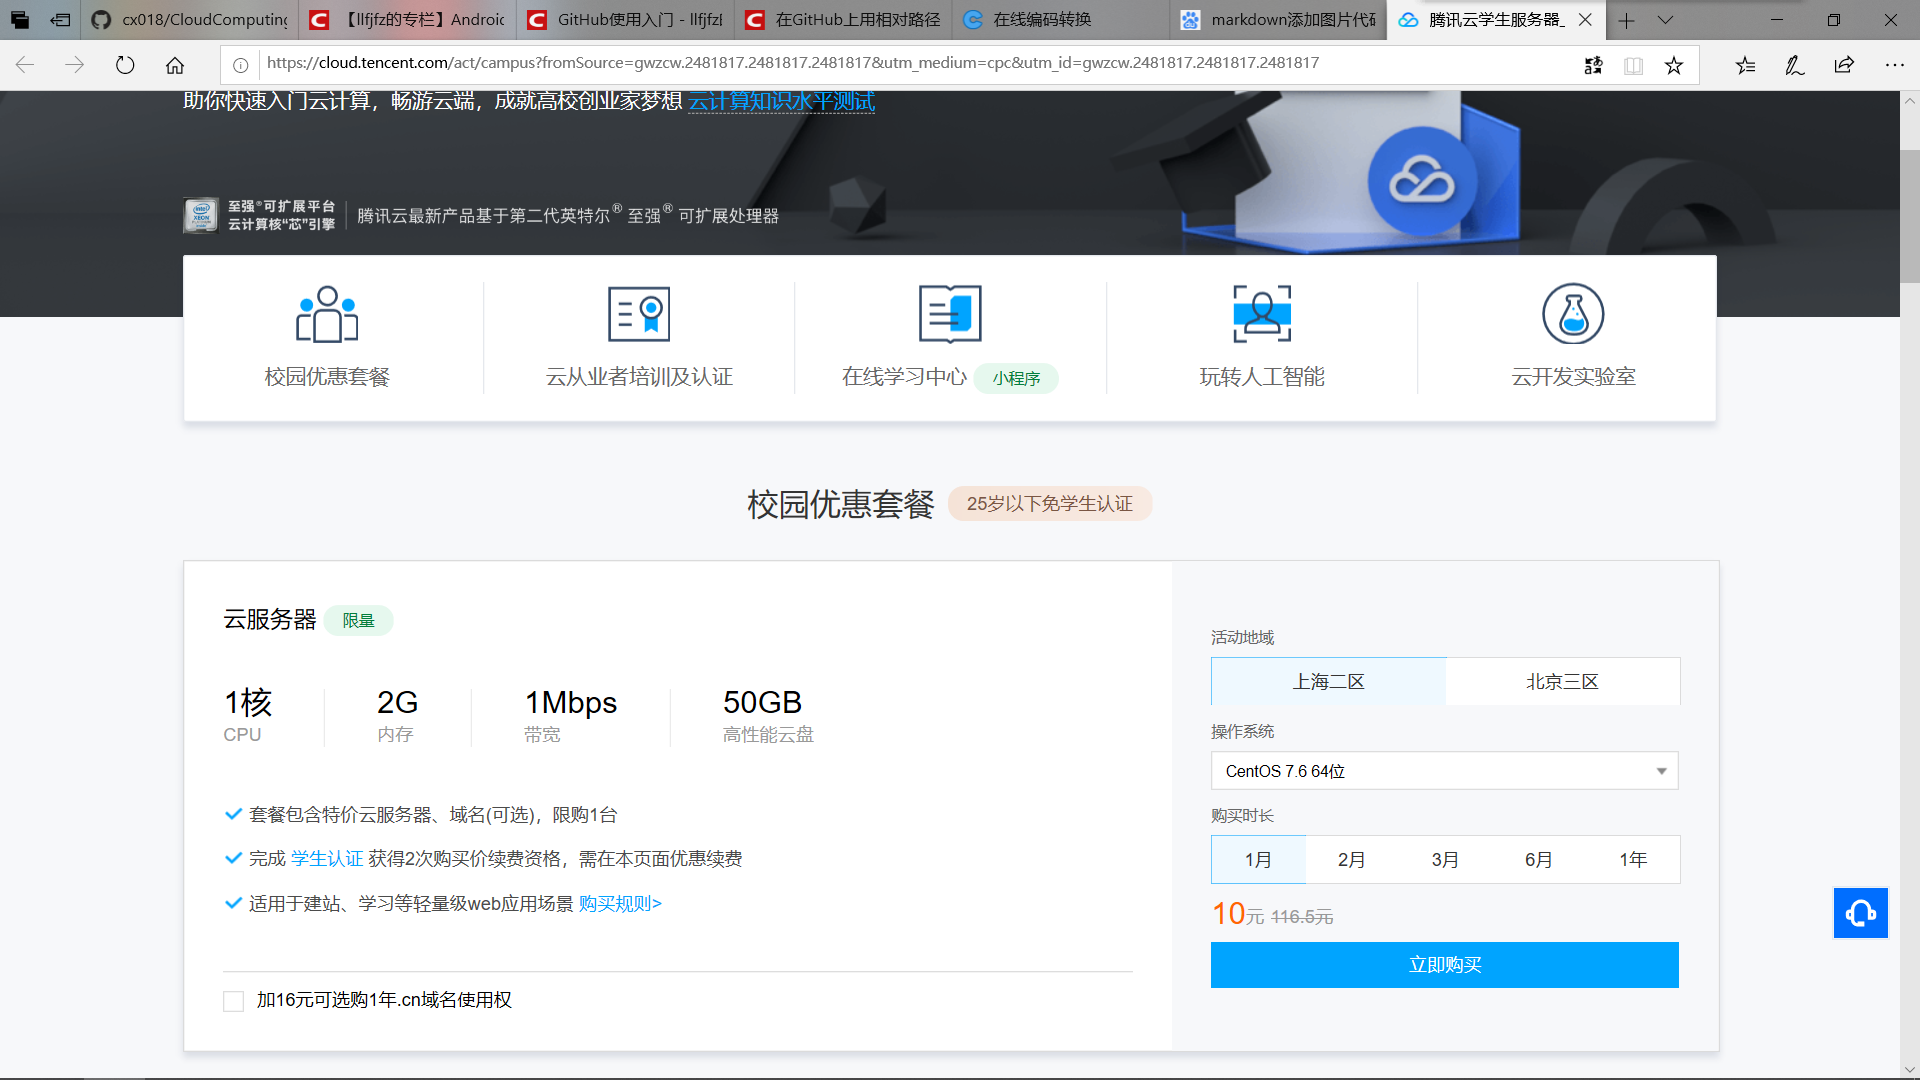 cx018/CloudComputing
【llfjfz的专栏】Android
GitHub使用入门 - llfjfz的
在GitHub上用相对路径
在线编码转换
markdown添加图片代码
腾讯云学生服务器_
https://cloud.tencent.com/act/campus?fromSource=gwzcw.2481817.2481817.2481817&utm_medium=cpc&utm_id=gwzcw.2481817.2481817.2481817
助你快速入门云计算，畅游云端，成就高校创业家梦想 云计算知识水平测试
至强®可扩展平台
云计算核“芯”引擎
腾讯云最新产品基于第二代英特尔® 至强® 可扩展处理器
校园优惠套餐
云从业者培训及认证
在线学习中心 小程序
玩转人工智能
云开发实验室
校园优惠套餐 25岁以下免学生认证
云服务器 限量
1核
CPU
2G
内存
1Mbps
带宽
50GB
高性能云盘
套餐包含特价云服务器、域名(可选)，限购1台
完成 学生认证 获得2次购买价续费资格，需在本页面优惠续费
适用于建站、学习等轻量级web应用场景 购买规则>
加16元可选购1年.cn域名使用权
活动地域
上海二区 北京三区
操作系统
CentOS 7.6 64位
购买时长
1月 2月 3月 6月 1年
10元 116.5元
立即购买